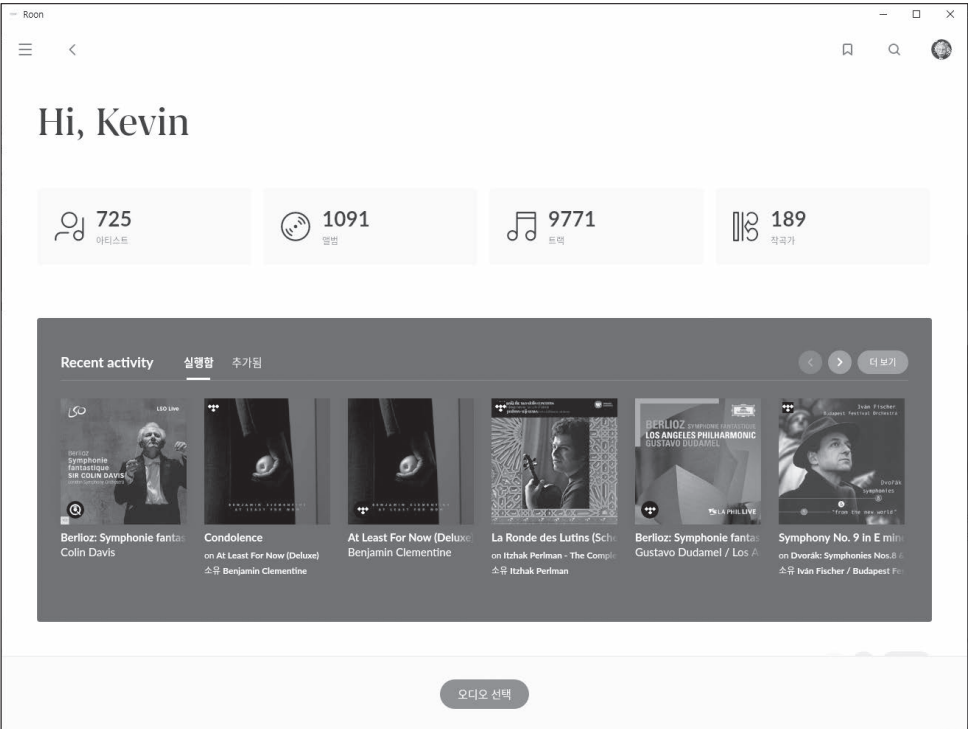 Roon
Hi, Kevin
725
아티스트
1091
앨범
9771
트랙
189
작곡가
Recent activity 실행함 추가됨
더 보기
LSO
LSO Live
Berlioz
Symphonie
fantastique
SIR COLIN DAVIS
London Symphony Orchestra
Berlioz: Symphonie fantas
Colin Davis
BENJAMIN CLEMENTINE
AT LEAST FOR NOW
Condolence
on At Least For Now (Deluxe)
소유 Benjamin Clementine
BENJAMIN CLEMENTINE
AT LEAST FOR NOW
At Least For Now (Deluxe
Benjamin Clementine
La Ronde des Lutins (Sche
on Itzhak Perlman - The Comple
소유 Itzhak Perlman
BERLIOZ SYMPHONIE FANTASTIQUE
LOS ANGELES PHILHARMONIC
GUSTAVO DUDAMEL
LA PHIL LIVE
Berlioz: Symphonie fantas
Gustavo Dudamel / Los A
Iván Fischer
Budapest Festival Orchestra
Dvořák
symphonies
"from the new world"
Symphony No. 9 in E min
on Dvorák: Symphonies Nos.8 &
소유 Iván Fischer / Budapest Fe
오디오 선택